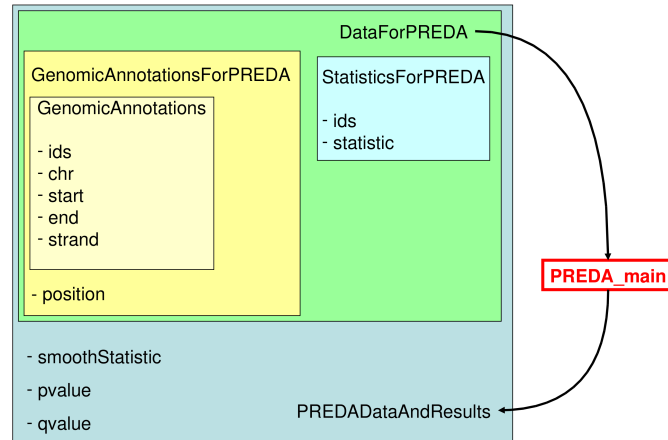 DataForPREDA
GenomicAnnotationsForPREDA
GenomicAnnotations
- ids
- chr
- start
- end
- strand
- position
StatisticsForPREDA
- ids
- statistic
PREDA_main
- smoothStatistic
- pvalue
- qvalue
PREDADataAndResults